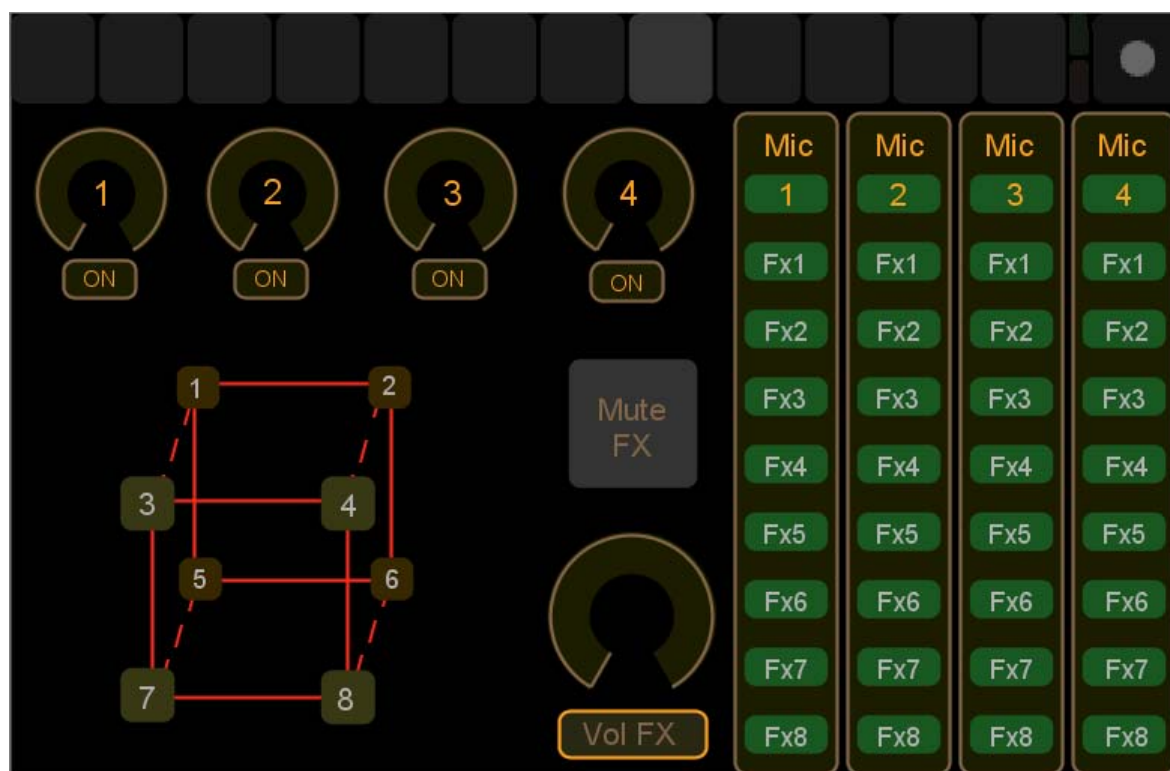 1 2 3 4
ON ON ON ON
1 2
3 4
5 6
7 8
Mute
FX
Vol FX
Mic Mic Mic Mic
1 2 3 4
Fx1 Fx1 Fx1 Fx1
Fx2 Fx2 Fx2 Fx2
Fx3 Fx3 Fx3 Fx3
Fx4 Fx4 Fx4 Fx4
Fx5 Fx5 Fx5 Fx5
Fx6 Fx6 Fx6 Fx6
Fx7 Fx7 Fx7 Fx7
Fx8 Fx8 Fx8 Fx8